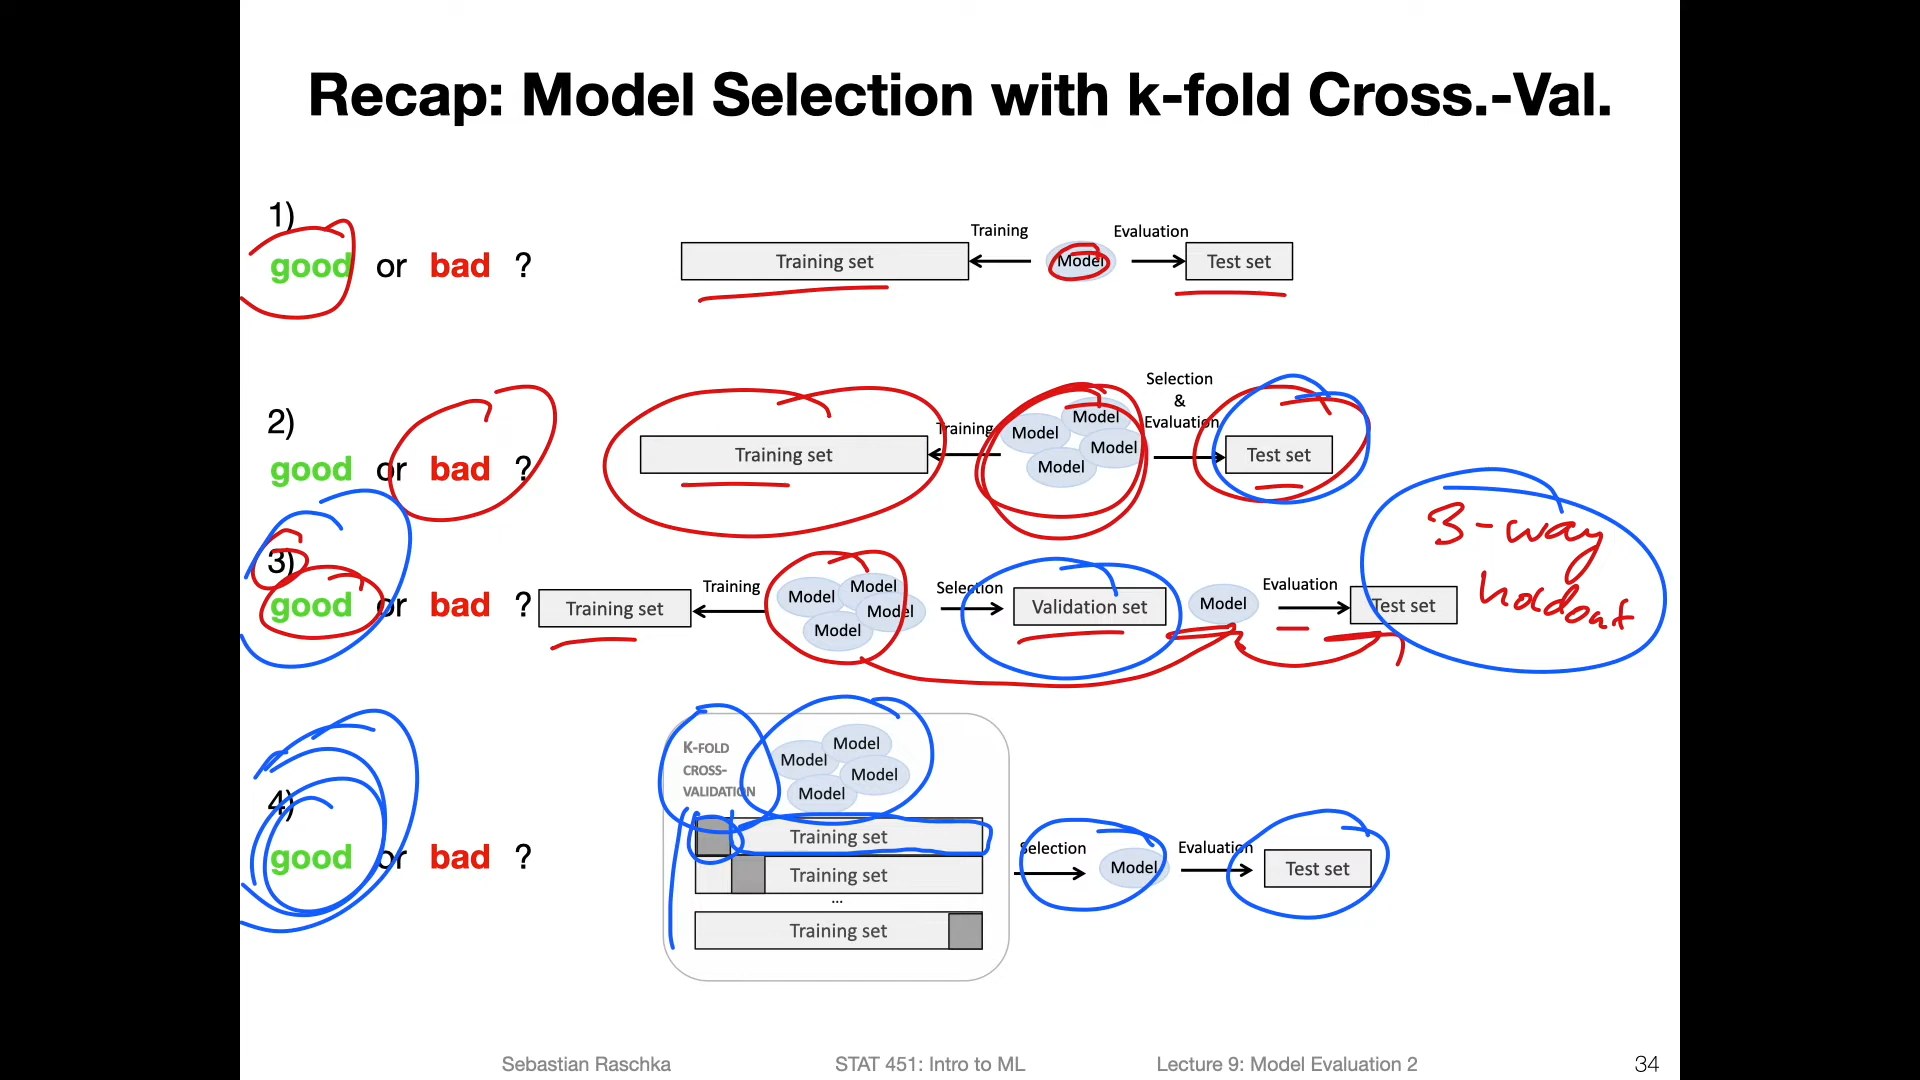 Recap: Model Selection with k-fold Cross.-Val.
1)
good or bad ?
Training
Evaluation
Training set
Model
Test set
2)
good or bad ?
Selection
&
Evaluation
Training
Training set
Model
Model
Model
Model
Test set
3-way
holdout
3)
good or bad ?
Training set
Training
Model
Model
Model
Model
Selection
Validation set
Model
Evaluation
Test set
4)
good or bad ?
K-FOLD
CROSS-
VALIDATION
Model
Model
Model
Model
Training set
Training set
...
Training set
Selection
Model
Evaluation
Test set
Sebastian Raschka
STAT 451: Intro to ML
Lecture 9: Model Evaluation 2
34